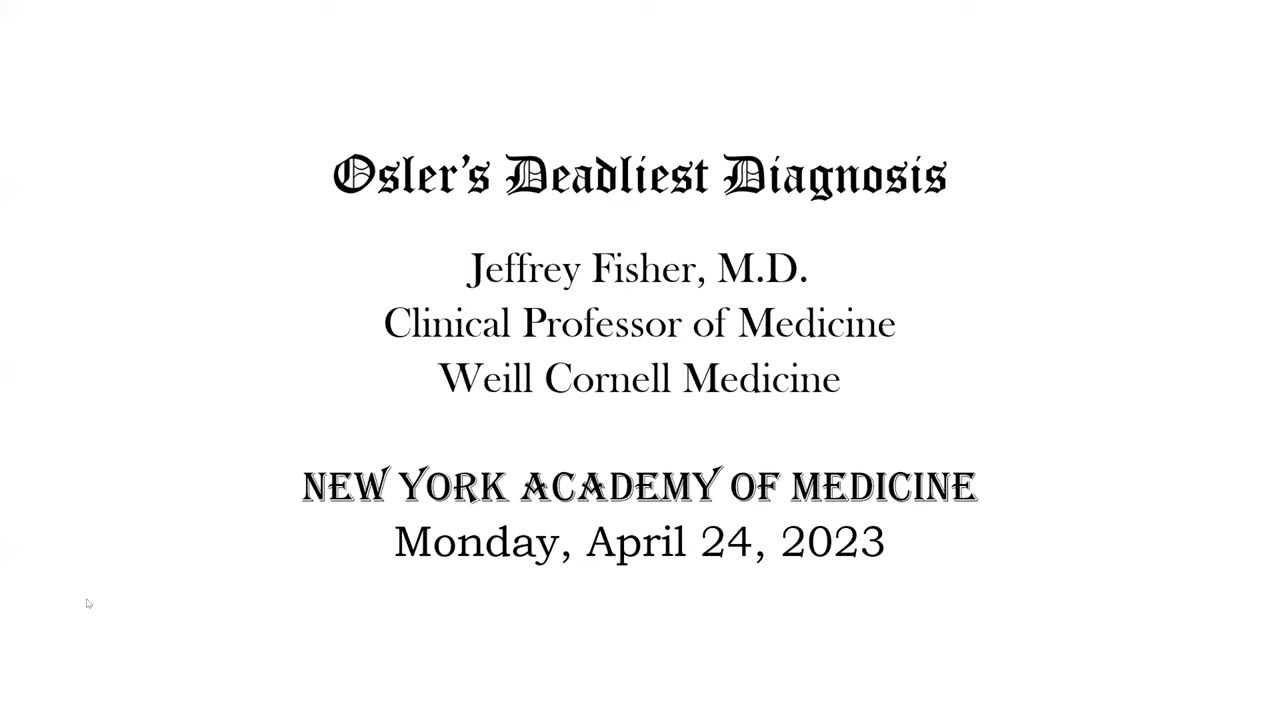 Osler's Deadliest Diagnosis
Jeffrey Fisher, M.D.
Clinical Professor of Medicine
Weill Cornell Medicine
NEW YORK ACADEMY OF MEDICINE
Monday, April 24, 2023